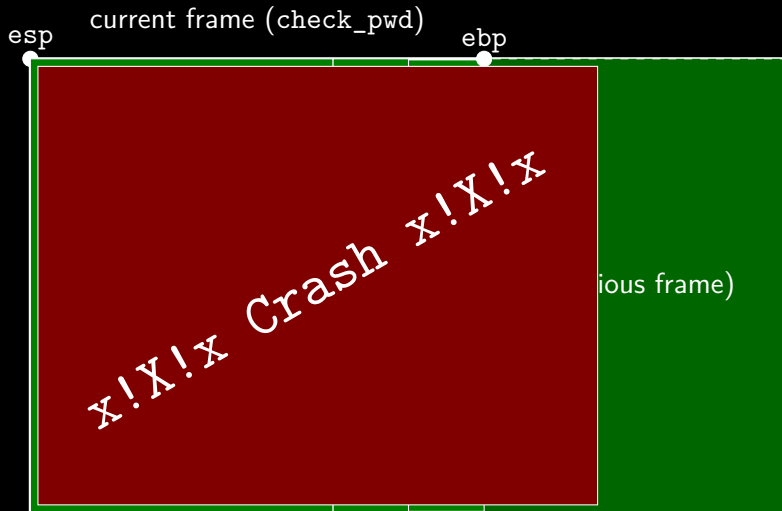 current frame (check_pwd)
esp
ebp
x!X!x Crash x!X!x
ious frame)